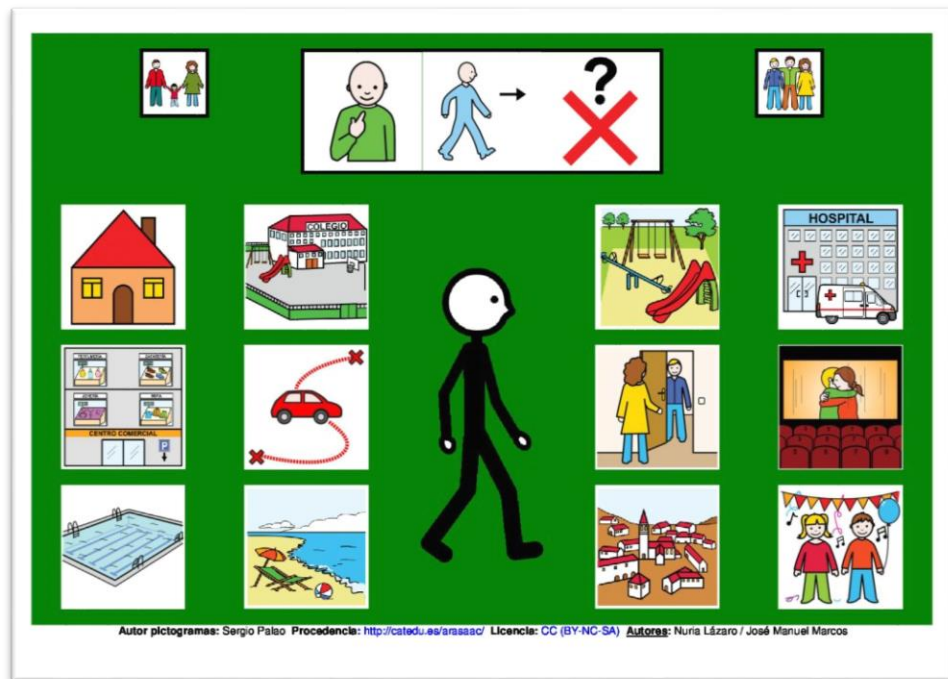 ?
COLEGIO
HOSPITAL
CENTRO COMERCIAL
P
Autor pictogramas: Sergio Palao Procedencia: http://catedu.es/arasaac/ Licencia: CC (BY-NC-SA) Autores: Nuria Lázaro / José Manuel Marcos